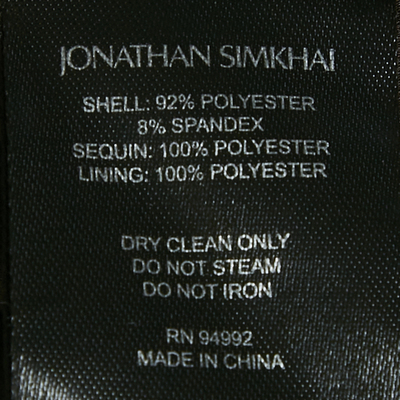 JONATHAN SIMKHAI
SHELL: 92% POLYESTER
8% SPANDEX
SEQUIN: 100% POLYESTER
LINING: 100% POLYESTER
DRY CLEAN ONLY
DO NOT STEAM
DO NOT IRON
RN 94992
MADE IN CHINA